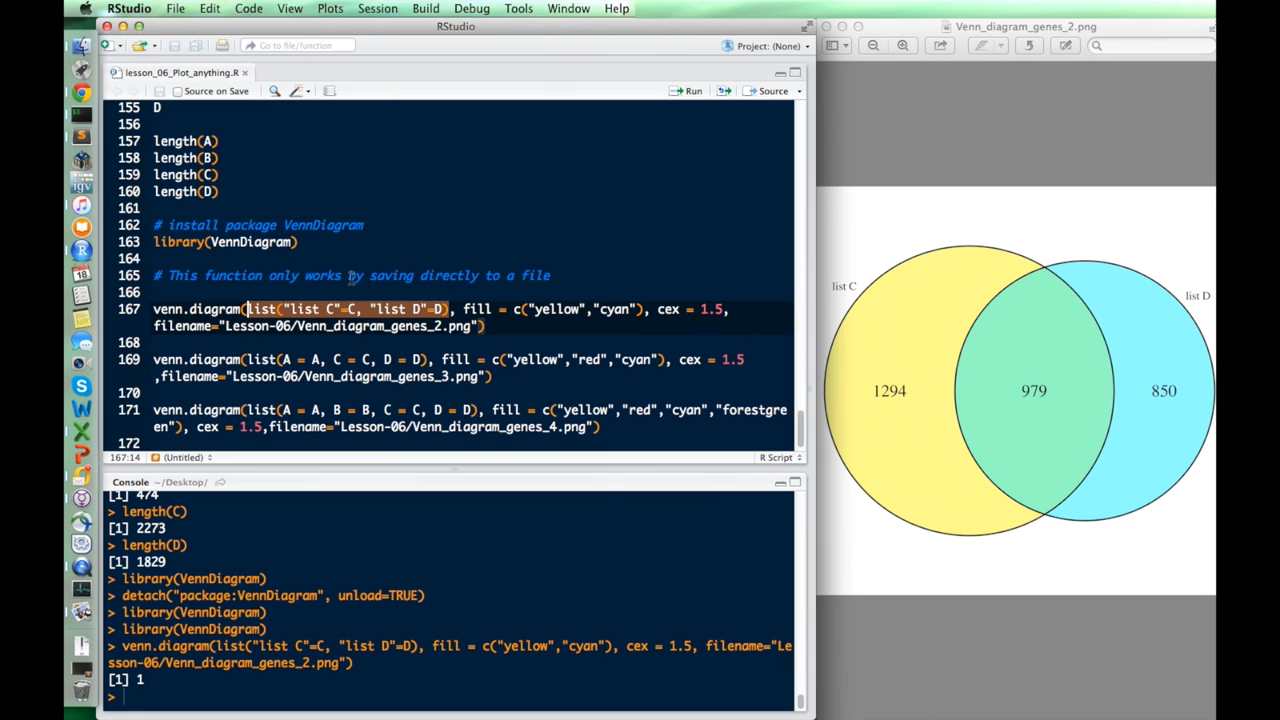 RStudio File Edit Code View Plots Session Build Debug Tools Window Help
RStudio
Go to file/function
Project: (None)
lesson_06_Plot_anything.R
Source on Save
Run
Source
155 D
156
157 length(A)
158 length(B)
159 length(C)
160 length(D)
161
162 # install package VennDiagram
163 library(VennDiagram)
164
165 # This function only works by saving directly to a file
166
167 venn.diagram(list("list C"=C, "list D"=D), fill = c("yellow","cyan"), cex = 1.5,
filename="Lesson-06/Venn_diagram_genes_2.png")
168
169 venn.diagram(list(A = A, C = C, D = D), fill = c("yellow","red","cyan"), cex = 1.5
,filename="Lesson-06/Venn_diagram_genes_3.png")
170
171 venn.diagram(list(A = A, B = B, C = C, D = D), fill = c("yellow","red","cyan","forestgre
en"), cex = 1.5,filename="Lesson-06/Venn_diagram_genes_4.png")
172
167:14 (Untitled) R Script
Console ~/Desktop/
[1] 474
> length(C)
[1] 2273
> length(D)
[1] 1829
> library(VennDiagram)
> detach("package:VennDiagram", unload=TRUE)
> library(VennDiagram)
> library(VennDiagram)
> venn.diagram(list("list C"=C, "list D"=D), fill = c("yellow","cyan"), cex = 1.5, filename="Le
sson-06/Venn_diagram_genes_2.png")
[1] 1
>
Venn_diagram_genes_2.png
list C
list D
1294
979
850
igv
18